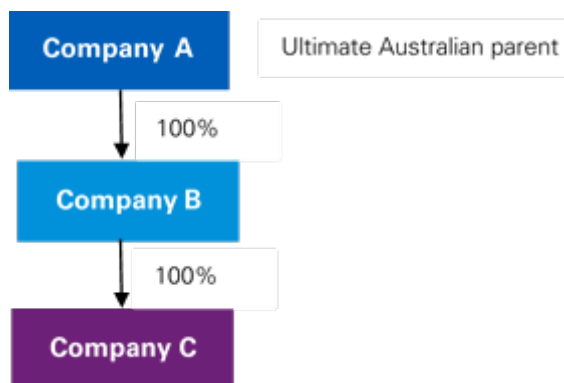 Company A
Ultimate Australian parent
100%
Company B
100%
Company C